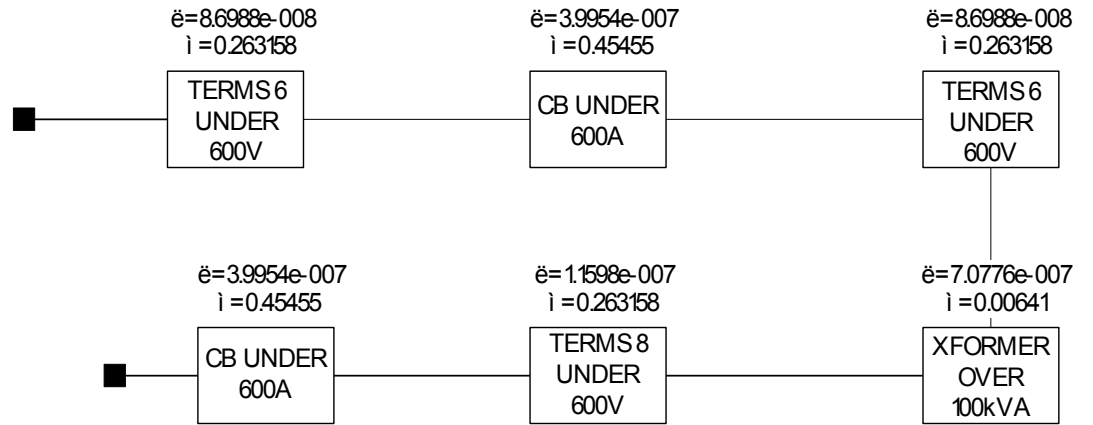 ë=8.6988e-008
ì =0.263158
TERMS 6
UNDER
600V
ë=3.9954e-007
ì =0.45455
CB UNDER
600A
ë=8.6988e-008
ì =0.263158
TERMS 6
UNDER
600V
ë=3.9954e-007
ì =0.45455
CB UNDER
600A
ë=1.1598e-007
ì =0.263158
TERMS 8
UNDER
600V
ë=7.0776e-007
ì =0.00641
XFORMER
OVER
100kVA